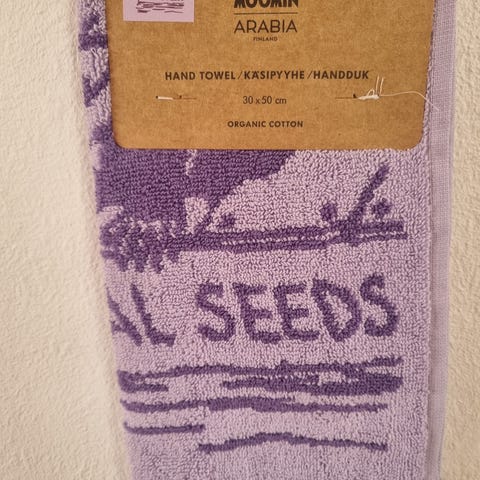 MOOMIN
ARABIA
FINLAND
HAND TOWEL/KÄSIPYYHE/HANDDUK
30 x 50 cm
ORGANIC COTTON
AL SEEDS